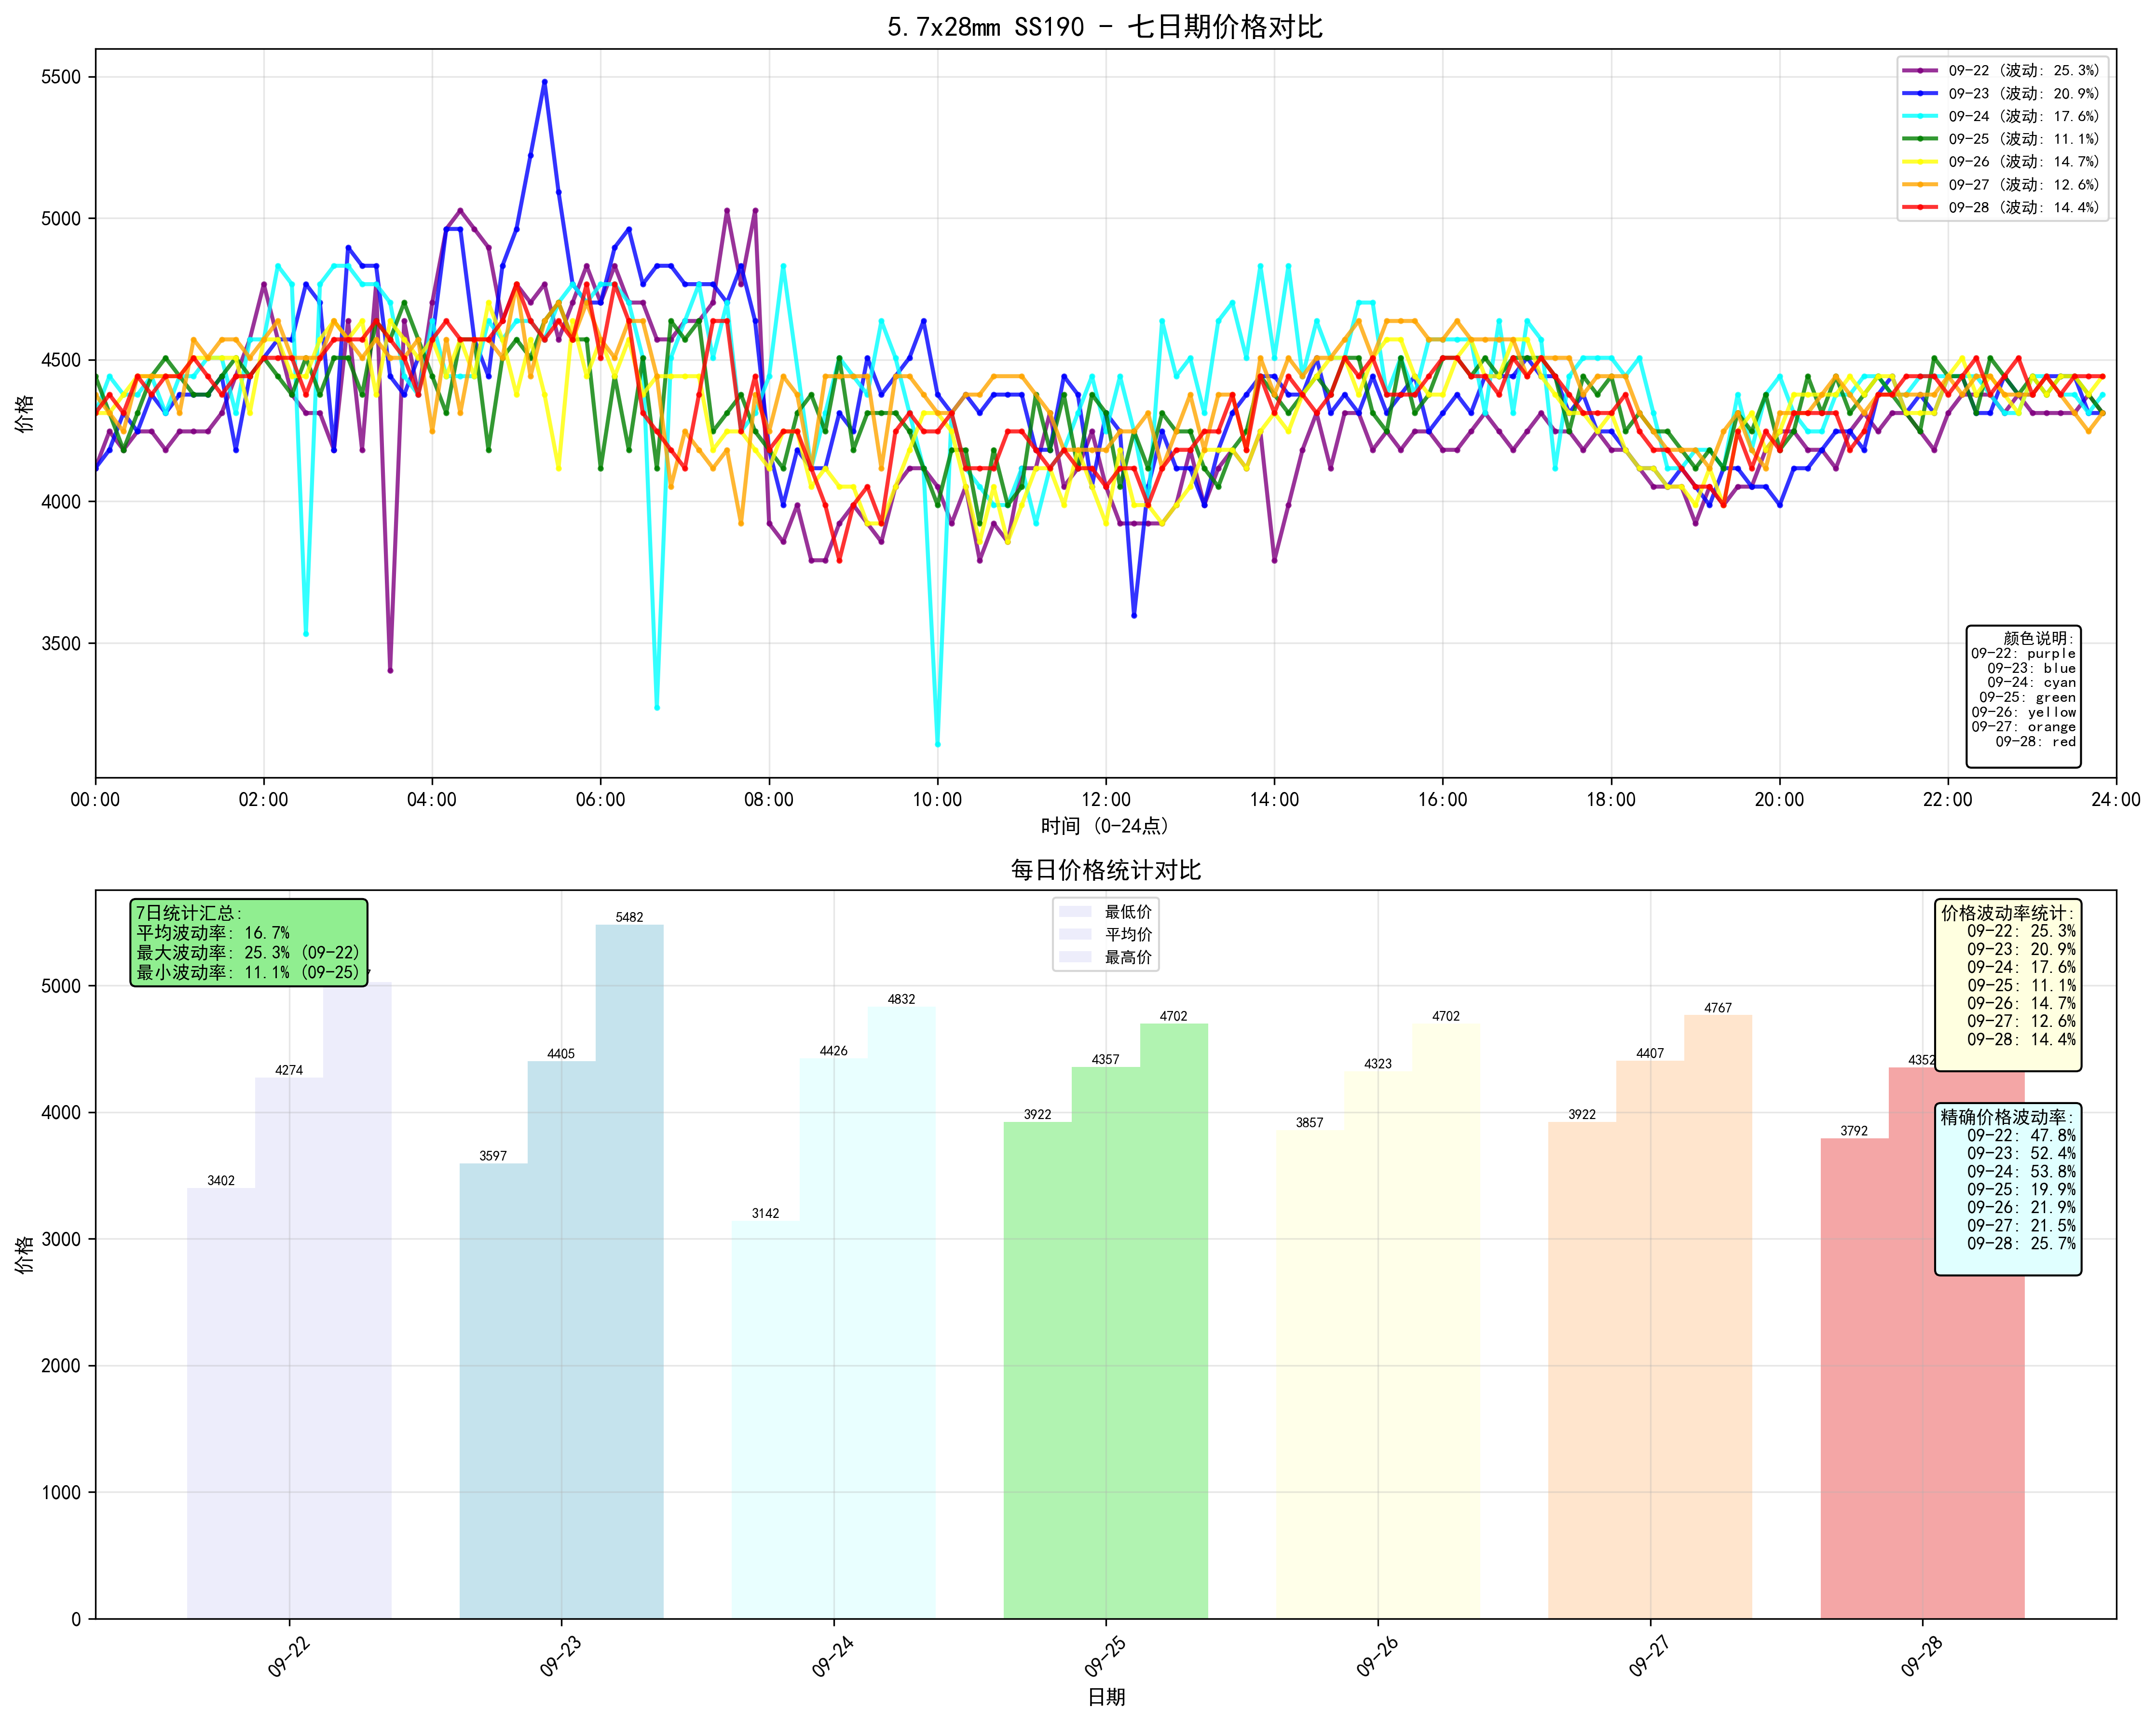 5.7x28mm SS190 - 七日期价格对比
09-22 (波动: 25.3%)
09-23 (波动: 20.9%)
09-24 (波动: 17.6%)
09-25 (波动: 11.1%)
09-26 (波动: 14.7%)
09-27 (波动: 12.6%)
09-28 (波动: 14.4%)
价格
5500
5000
4500
4000
3500
颜色说明:
09-22: purple
09-23: blue
09-24: cyan
09-25: green
09-26: yellow
09-27: orange
09-28: red
00:00 02:00 04:00 06:00 08:00 10:00 12:00 14:00 16:00 18:00 20:00 22:00 24:00
时间 (0-24点)
每日价格统计对比
7日统计汇总:
平均波动率: 16.7%
最大波动率: 25.3% (09-22)
最小波动率: 11.1% (09-25)
最低价
平均价
最高价
价格波动率统计:
09-22: 25.3%
09-23: 20.9%
09-24: 17.6%
09-25: 11.1%
09-26: 14.7%
09-27: 12.6%
09-28: 14.4%
精确价格波动率:
09-22: 47.8%
09-23: 52.4%
09-24: 53.8%
09-25: 19.9%
09-26: 21.9%
09-27: 21.5%
09-28: 25.7%
价格
5000
4000
3000
2000
1000
0
3402 4274
3597 4405 5482
3142 4426 4832
3922 4357 4702
3857 4323 4702
3922 4407 4767
3792 4352
09-22 09-23 09-24 09-25 09-26 09-27 09-28
日期